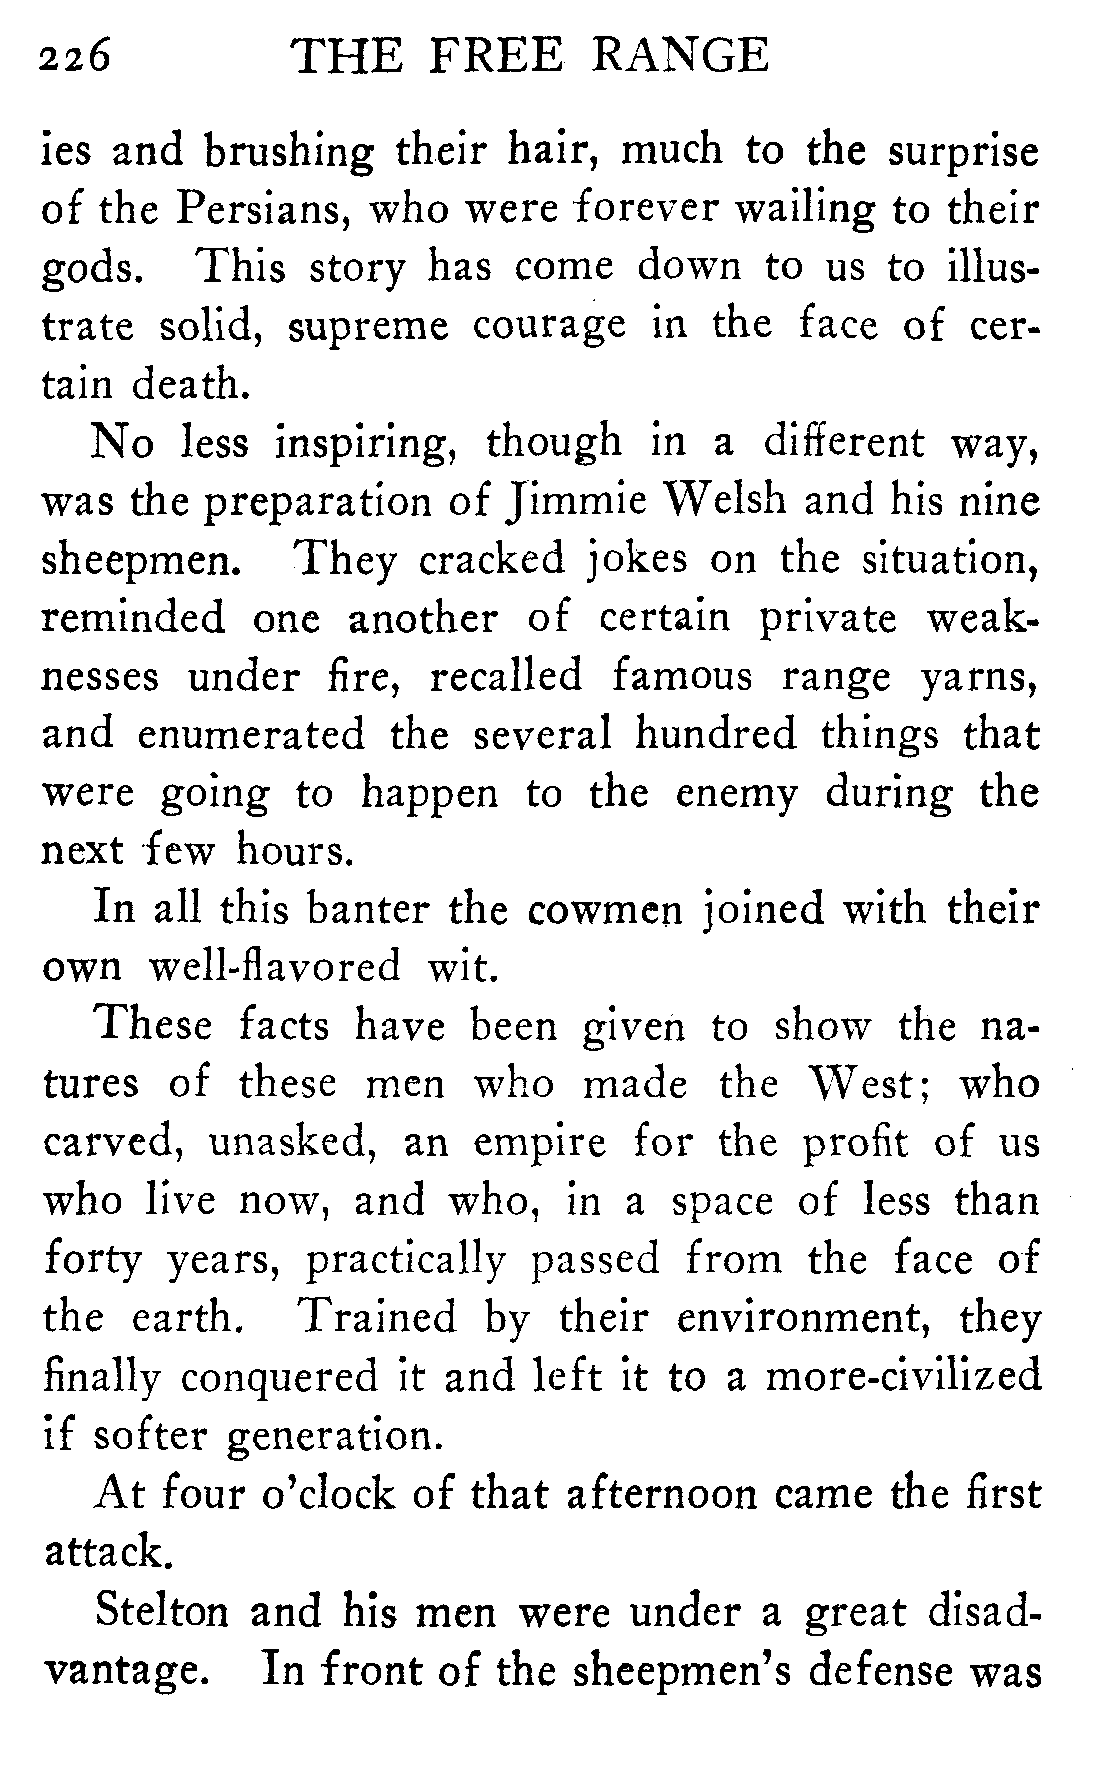 226 THE FREE RANGE
ies and brushing their hair, much to the surprise
of the Persians, who were forever wailing to their
gods. This story has come down to us to illus-
trate solid, supreme courage in the face of cer-
tain death.
No less inspiring, though in a different way,
was the preparation of Jimmie Welsh and his nine
sheepmen. They cracked jokes on the situation,
reminded one another of certain private weak-
nesses under fire, recalled famous range yarns,
and enumerated the several hundred things that
were going to happen to the enemy during the
next few hours.
In all this banter the cowmen joined with their
own well-flavored wit.
These facts have been given to show the na-
tures of these men who made the West; who
carved, unasked, an empire for the profit of us
who live now, and who, in a space of less than
forty years, practically passed from the face of
the earth. Trained by their environment, they
finally conquered it and left it to a more-civilized
if softer generation.
At four o'clock of that afternoon came the first
attack.
Stelton and his men were under a great disad-
vantage. In front of the sheepmen's defense was